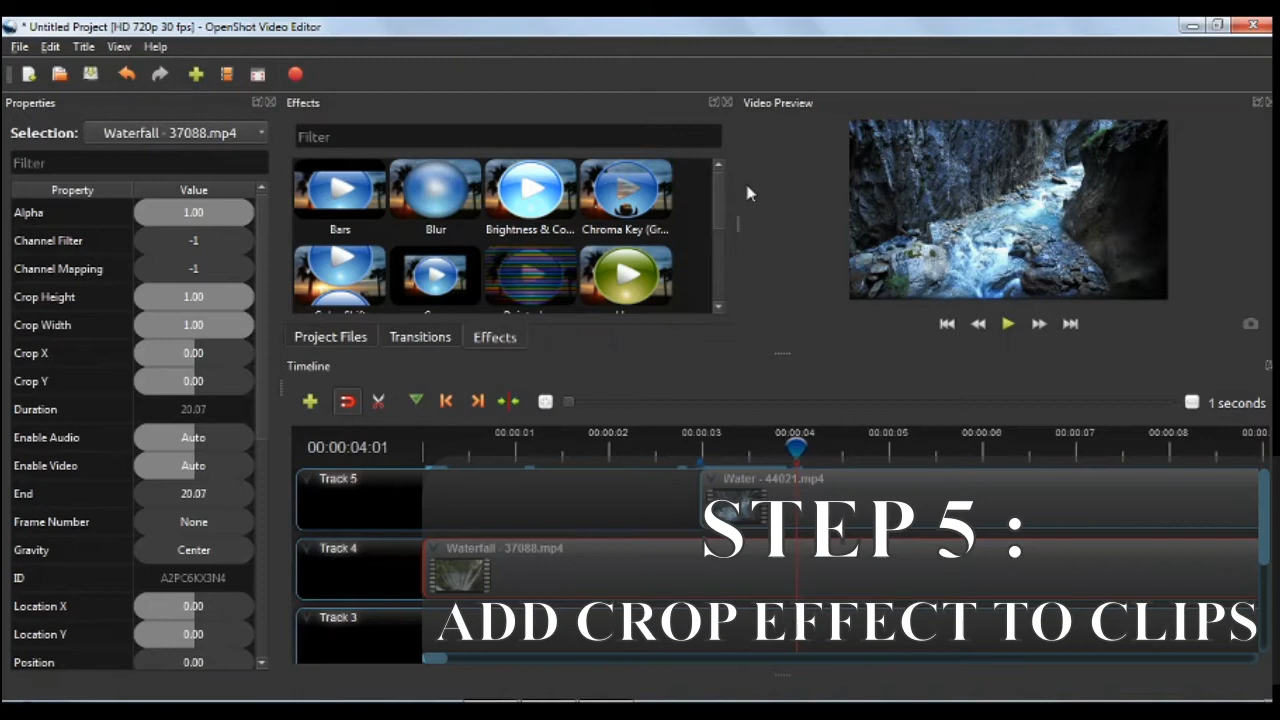 * Untitled Project [HD 720p 30 fps] - OpenShot Video Editor
File Edit Title View Help
Properties
Selection: Waterfall - 37088.mp4
Filter
Property Value
Alpha 1.00
Channel Filter -1
Channel Mapping -1
Crop Height 1.00
Crop Width 1.00
Crop X 0.00
Crop Y 0.00
Duration 20.07
Enable Audio Auto
Enable Video Auto
End 20.07
Frame Number None
Gravity Center
ID A2PC6KX3N4
Location X 0.00
Location Y 0.00
Position 0.00
Effects
Filter
Bars Blur Brightness & Co... Chroma Key (Gr...
Project Files Transitions Effects
Video Preview
Timeline
1 seconds
00:00:04:01
00:00:01 00:00:02 00:00:03 00:00:04 00:00:05 00:00:06 00:00:07 00:00:08
Track 5
Water - 44021.mp4
Track 4
Waterfall - 37088.mp4
Track 3
STEP 5 :
ADD CROP EFFECT TO CLIPS